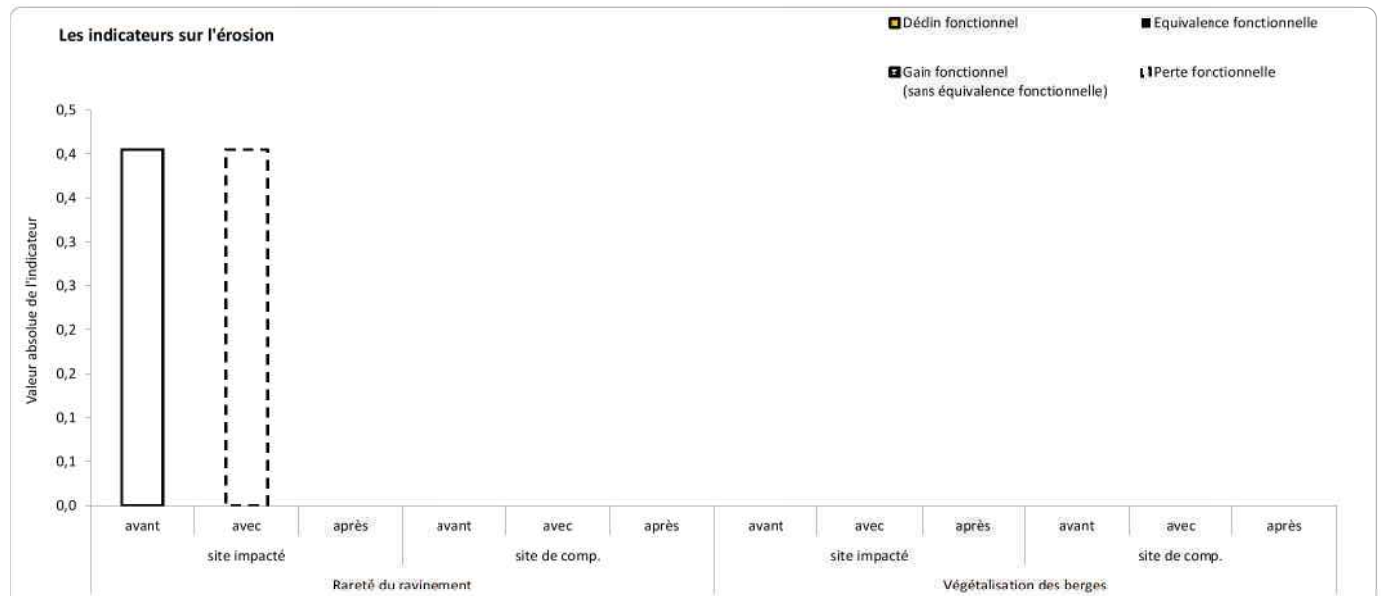 Les indicateurs sur l'érosion
Déclin fonctionnel
Equivalence fonctionnelle
Gain fonctionnel
(sans équivalence fonctionnelle)
Perte fonctionnelle
Valeur absolue de l'indicateur
0,5
0,4
0,4
0,3
0,3
0,2
0,2
0,1
0,1
0,0
avant avec après avant avec après avant avec après avant avec après
site impacté site de comp. site impacté site de comp.
Rareté du ravinement Végétalisation des berges